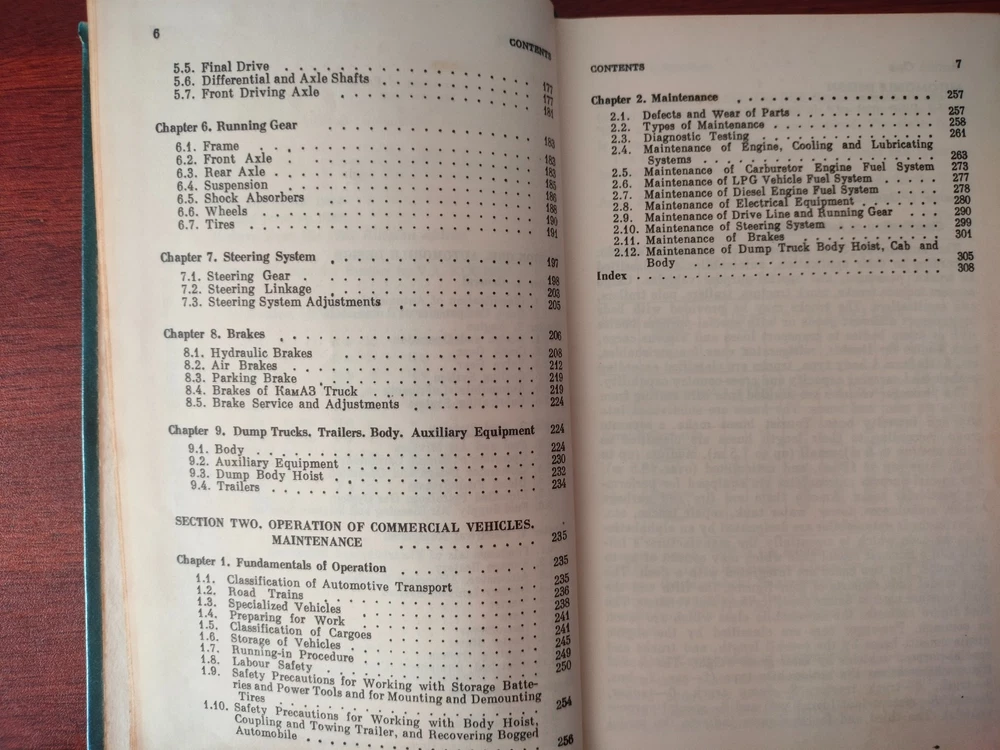 6
CONTENTS
5.5. Final Drive . . . . . . . . . . . . . . . . 177
5.6. Differential and Axle Shafts . . . . . . . . . . . 177
5.7. Front Driving Axle . . . . . . . . . . . . . . 181
Chapter 6. Running Gear . . . . . . . . . . . . . . 183
6.1. Frame . . . . . . . . . . . . . . . . . . 183
6.2. Front Axle . . . . . . . . . . . . . . . . 183
6.3. Rear Axle . . . . . . . . . . . . . . . . 185
6.4. Suspension . . . . . . . . . . . . . . . . 186
6.5. Shock Absorbers . . . . . . . . . . . . . . 188
6.6. Wheels . . . . . . . . . . . . . . . . . 190
6.7. Tires . . . . . . . . . . . . . . . . . . 191
Chapter 7. Steering System . . . . . . . . . . . . . 197
7.1. Steering Gear . . . . . . . . . . . . . . . 198
7.2. Steering Linkage . . . . . . . . . . . . . . 203
7.3. Steering System Adjustments . . . . . . . . . . 205
Chapter 8. Brakes . . . . . . . . . . . . . . . . 206
8.1. Hydraulic Brakes . . . . . . . . . . . . . . 208
8.2. Air Brakes . . . . . . . . . . . . . . . . 212
8.3. Parking Brake . . . . . . . . . . . . . . . 219
8.4. Brakes of КамАЗ Truck . . . . . . . . . . . . 219
8.5. Brake Service and Adjustments . . . . . . . . . 224
Chapter 9. Dump Trucks. Trailers. Body. Auxiliary Equipment 224
9.1. Body . . . . . . . . . . . . . . . . . . 224
9.2. Auxiliary Equipment . . . . . . . . . . . . . 230
9.3. Dump Body Hoist . . . . . . . . . . . . . . 232
9.4. Trailers . . . . . . . . . . . . . . . . . 234
SECTION TWO. OPERATION OF COMMERCIAL VEHICLES.
MAINTENANCE . . . . . . . . . . 235
Chapter 1. Fundamentals of Operation . . . . . . . . . . 235
1.1. Classification of Automotive Transport . . . . . . 235
1.2. Road Trains . . . . . . . . . . . . . . . 236
1.3. Specialized Vehicles . . . . . . . . . . . . 238
1.4. Preparing for Work . . . . . . . . . . . . . 241
1.5. Classification of Cargoes . . . . . . . . . . 241
1.6. Storage of Vehicles . . . . . . . . . . . . . 245
1.7. Running-in Procedure . . . . . . . . . . . . 249
1.8. Labour Safety . . . . . . . . . . . . . . . 250
1.9. Safety Precautions for Working with Storage Batte-
ries and Power Tools and for Mounting and Demounting
Tires . . . . . . . . . . . . . . . . . 254
1.10. Safety Precautions for Working with Body Hoist,
Coupling and Towing Trailer, and Recovering Bogged
Automobile . . . . . . . . . . . . . . . 256
CONTENTS
7
Chapter 2. Maintenance . . . . . . . . . . . . . . 257
2.1. Defects and Wear of Parts . . . . . . . . . . 257
2.2. Types of Maintenance . . . . . . . . . . . . 258
2.3. Diagnostic Testing . . . . . . . . . . . . . 261
2.4. Maintenance of Engine, Cooling and Lubricating
Systems . . . . . . . . . . . . . . . . 263
2.5. Maintenance of Carburetor Engine Fuel System 273
2.6. Maintenance of LPG Vehicle Fuel System . . . . . 277
2.7. Maintenance of Diesel Engine Fuel System . . . . 278
2.8. Maintenance of Electrical Equipment . . . . . . 280
2.9. Maintenance of Drive Line and Running Gear . . . 290
2.10. Maintenance of Steering System . . . . . . . . 299
2.11. Maintenance of Brakes . . . . . . . . . . . 301
2.12. Maintenance of Dump Truck Body Hoist, Cab and
Body . . . . . . . . . . . . . . . . . 305
Index . . . . . . . . . . . . . . . . . . . . . 308